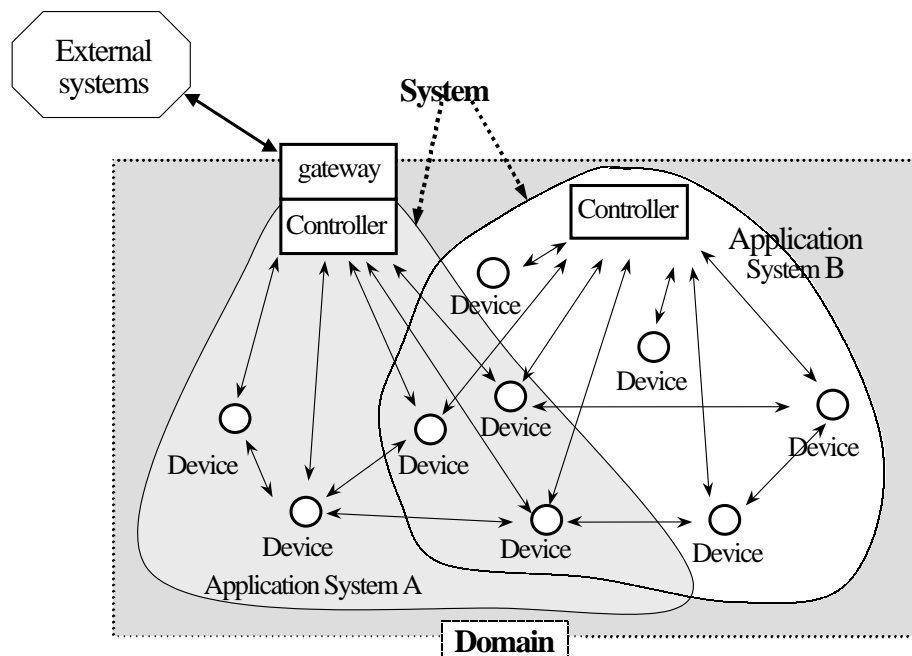 External
systems
System
gateway
Controller
Controller
Application
System B
Device
Device
Device
Device
Device
Device
Device
Device
Device
Application System A
Domain